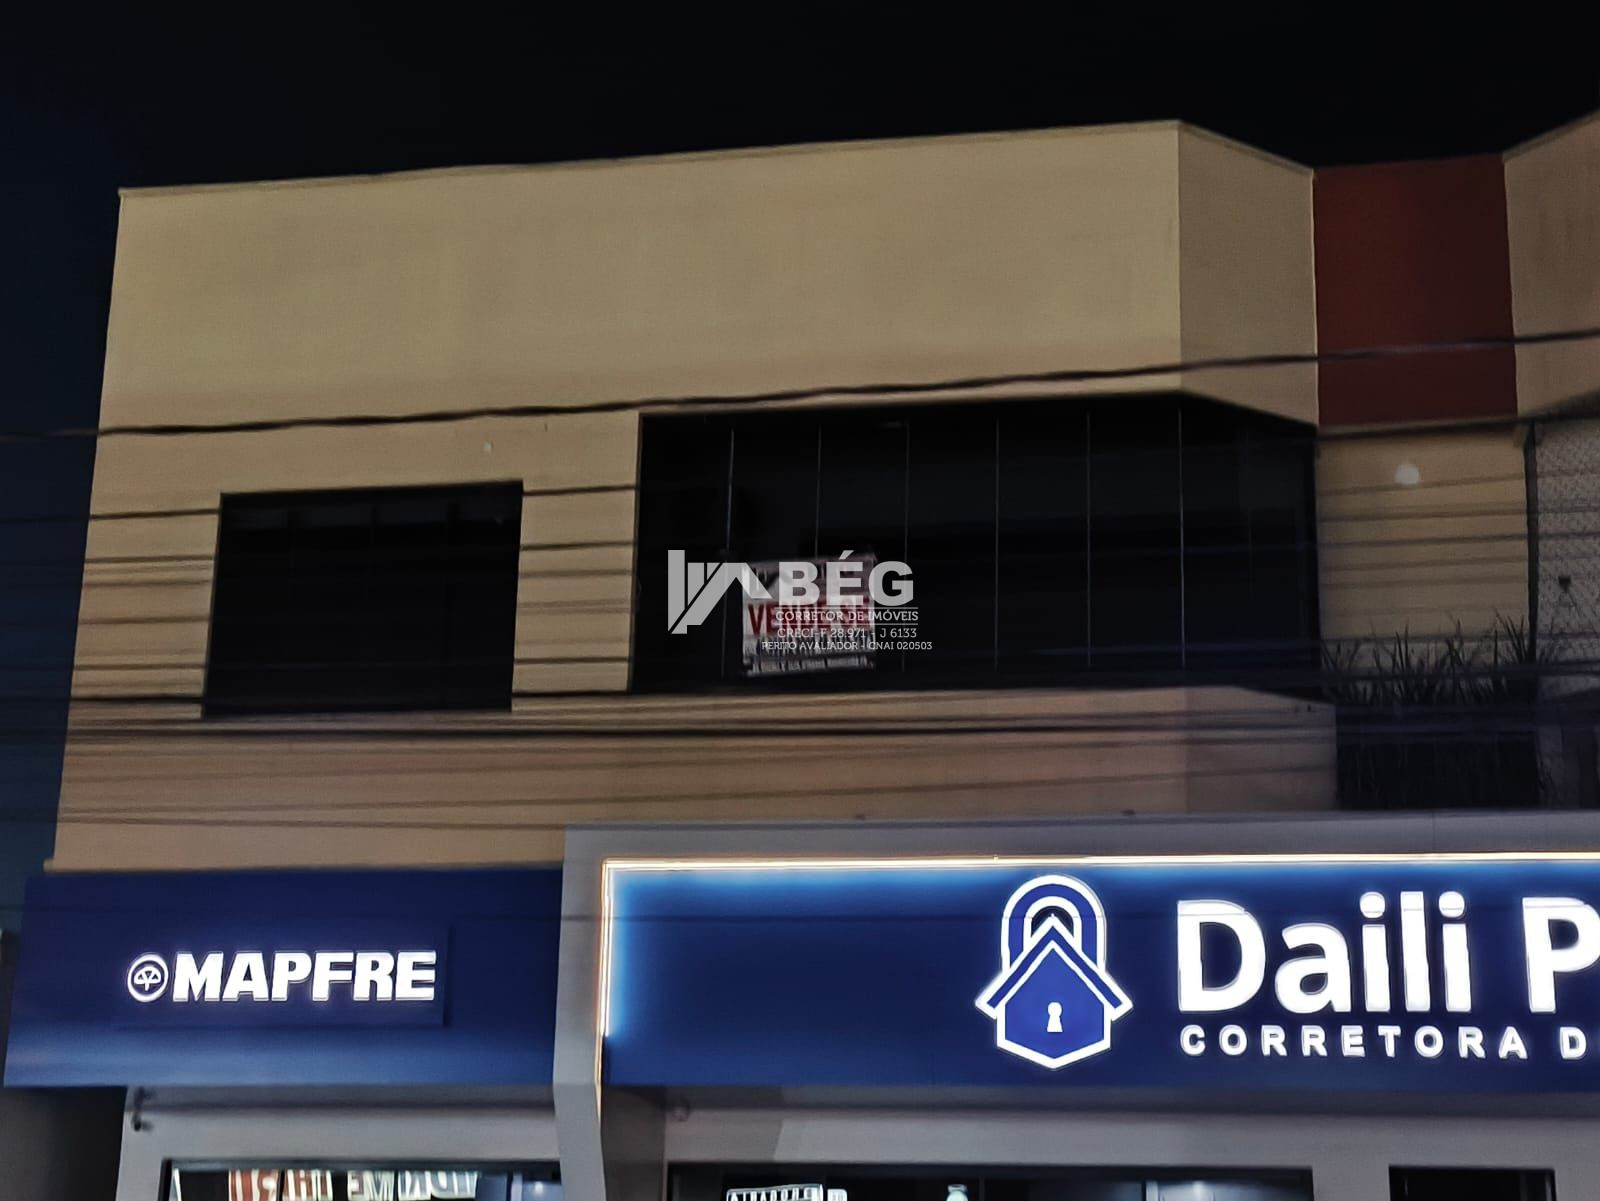 BÉG
CORRETOR DE IMÓVEIS
CRECI-F 28.971 - J 6133
PERITO AVALIADOR - CNAI 020503
MAPFRE
Daili P
CORRETORA D